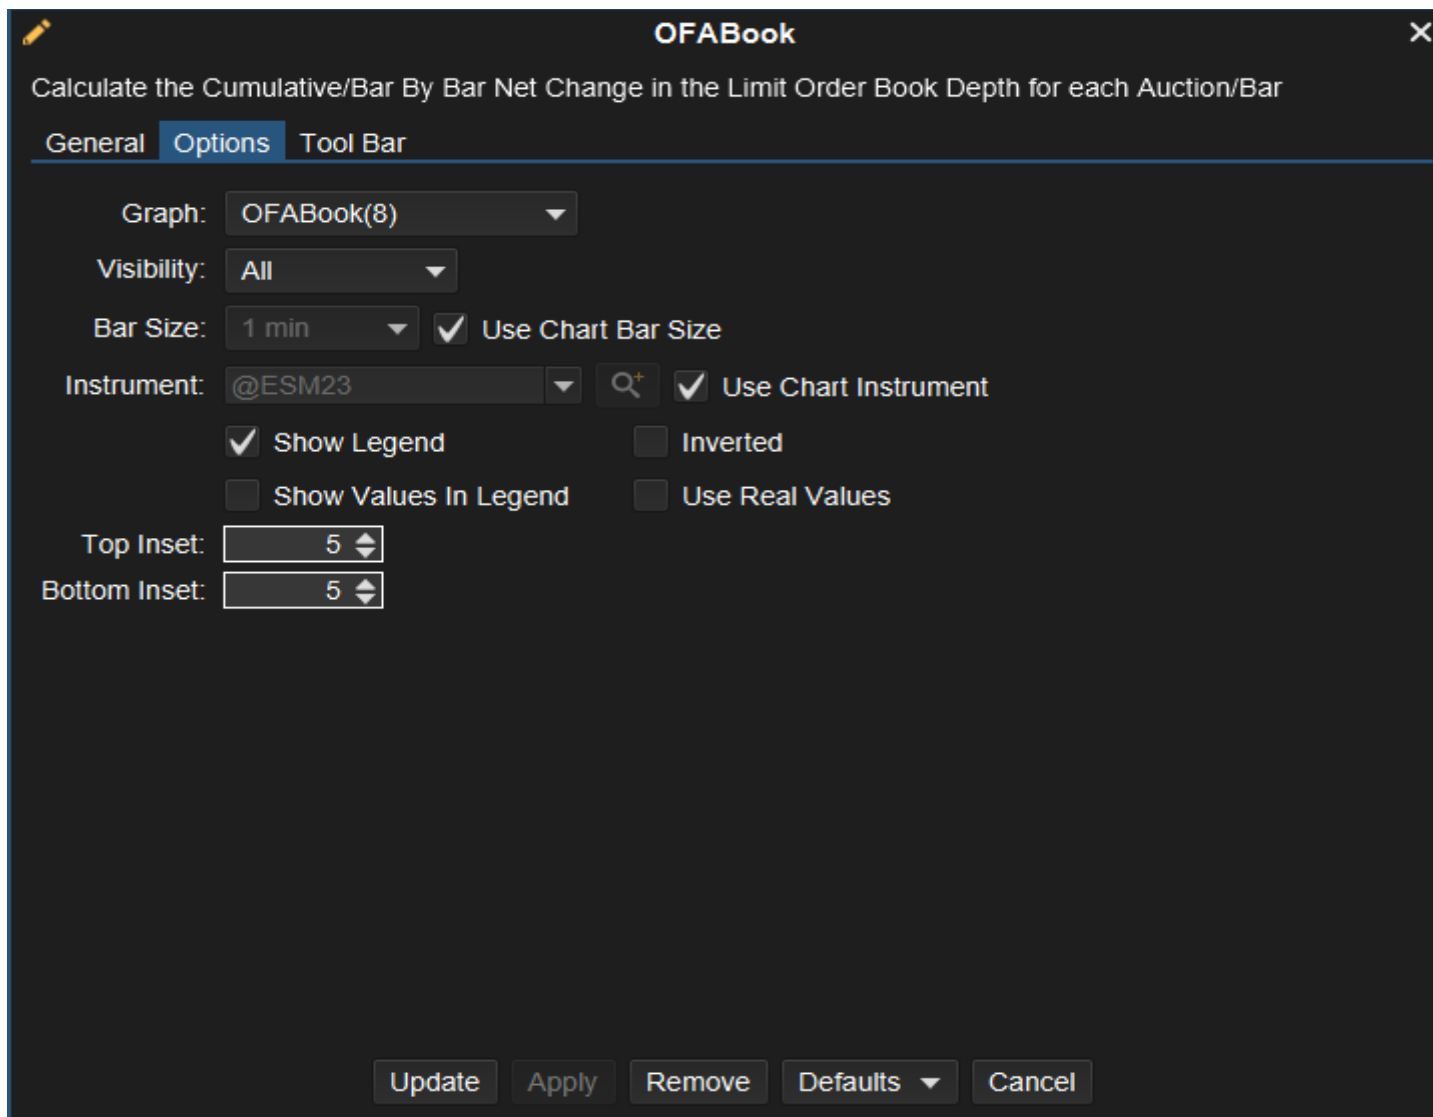 OFABook
Calculate the Cumulative/Bar By Bar Net Change in the Limit Order Book Depth for each Auction/Bar
General Options Tool Bar
Graph: OFABook(8)
Visibility: All
Bar Size: 1 min Use Chart Bar Size
Instrument: @ESM23 Use Chart Instrument
Show Legend Inverted
Show Values In Legend Use Real Values
Top Inset: 5
Bottom Inset: 5
Update Apply Remove Defaults Cancel